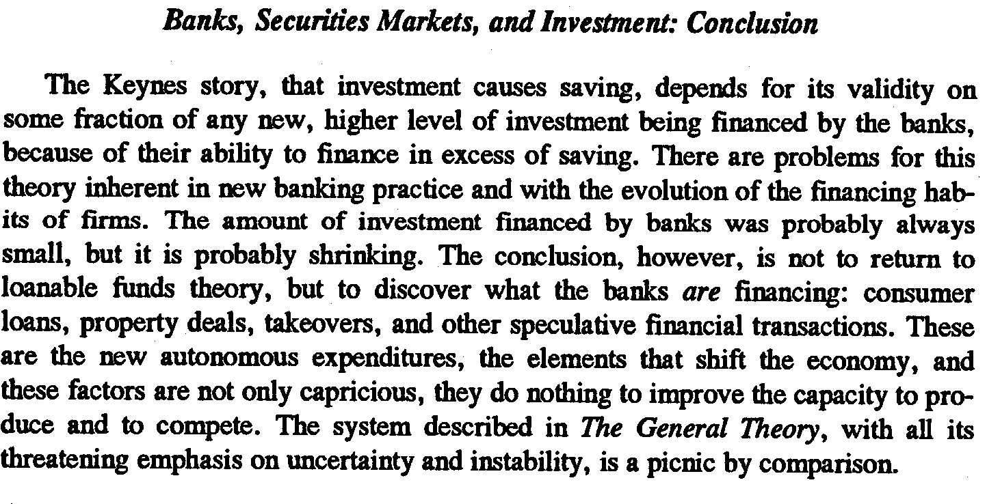 Banks, Securities Markets, and Investment: Conclusion
The Keynes story, that investment causes saving, depends for its validity on
some fraction of any new, higher level of investment being financed by the banks,
because of their ability to finance in excess of saving. There are problems for this
theory inherent in new banking practice and with the evolution of the financing hab-
its of firms. The amount of investment financed by banks was probably always
small, but it is probably shrinking. The conclusion, however, is not to return to
loanable funds theory, but to discover what the banks are financing: consumer
loans, property deals, takeovers, and other speculative financial transactions. These
are the new autonomous expenditures, the elements that shift the economy, and
these factors are not only capricious, they do nothing to improve the capacity to pro-
duce and to compete. The system described in The General Theory, with all its
threatening emphasis on uncertainty and instability, is a picnic by comparison.